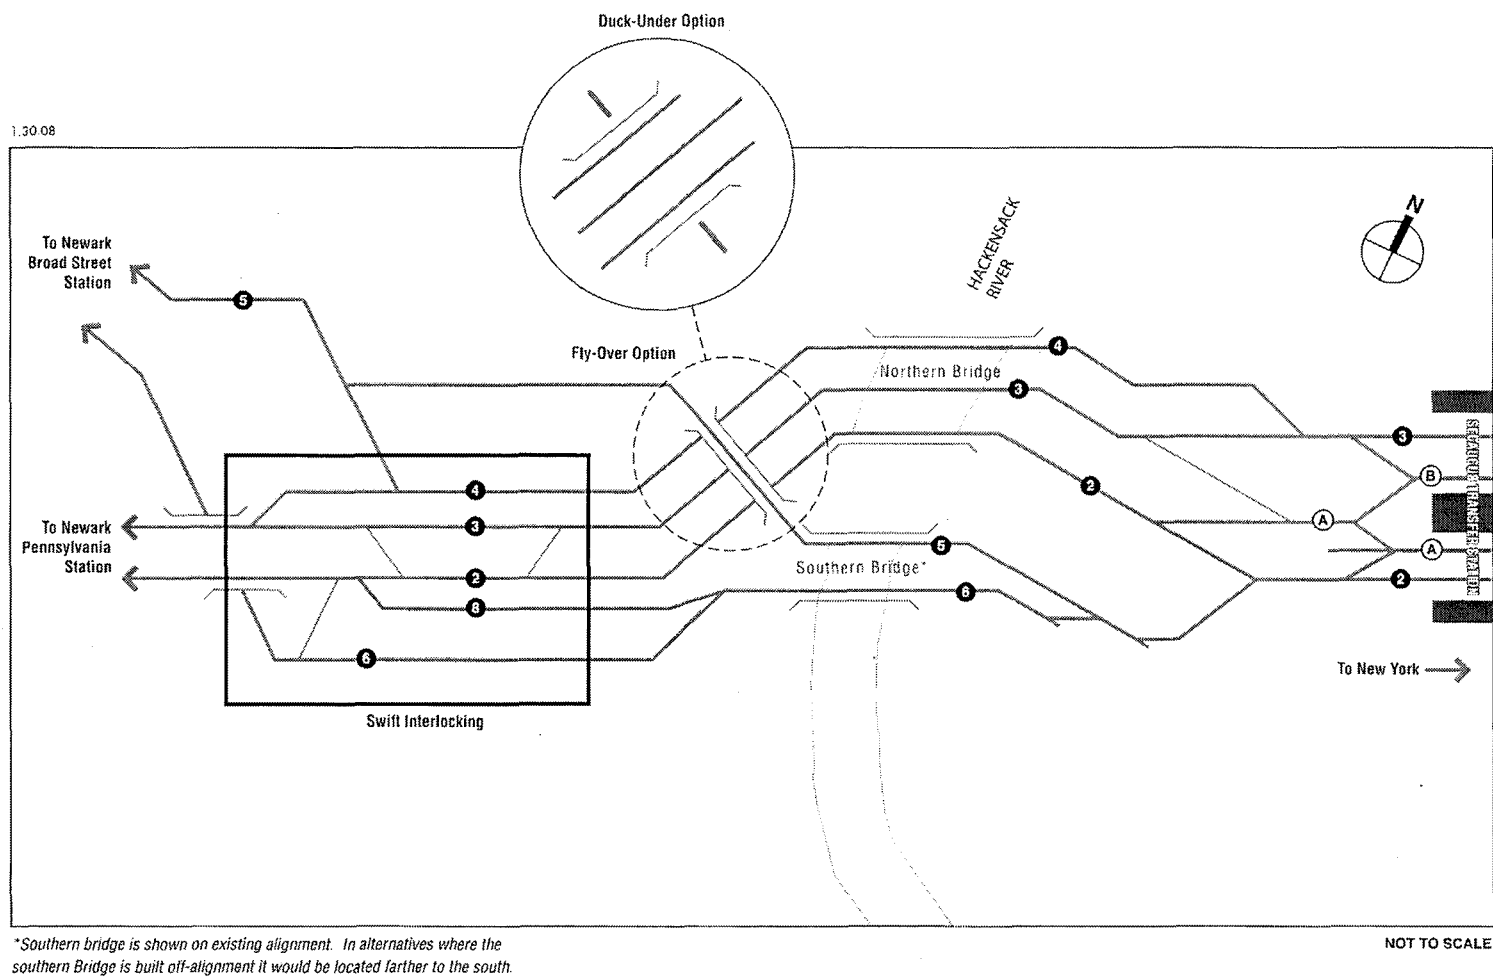 Duck-Under Option
1.30.08
To Newark
Broad Street
Station
5
N
HACKENSACK
RIVER
Fly-Over Option
4
Northern Bridge
3
3
B
2
4
A
To Newark
Pennsylvania
Station
3
A
5
Southern Bridge*
2
2
6
8
6
SECAUCUS TRANSFER STATION
To New York
Swift Interlocking
*Southern bridge is shown on existing alignment. In alternatives where the
southern Bridge is built off-alignment it would be located farther to the south.
NOT TO SCALE